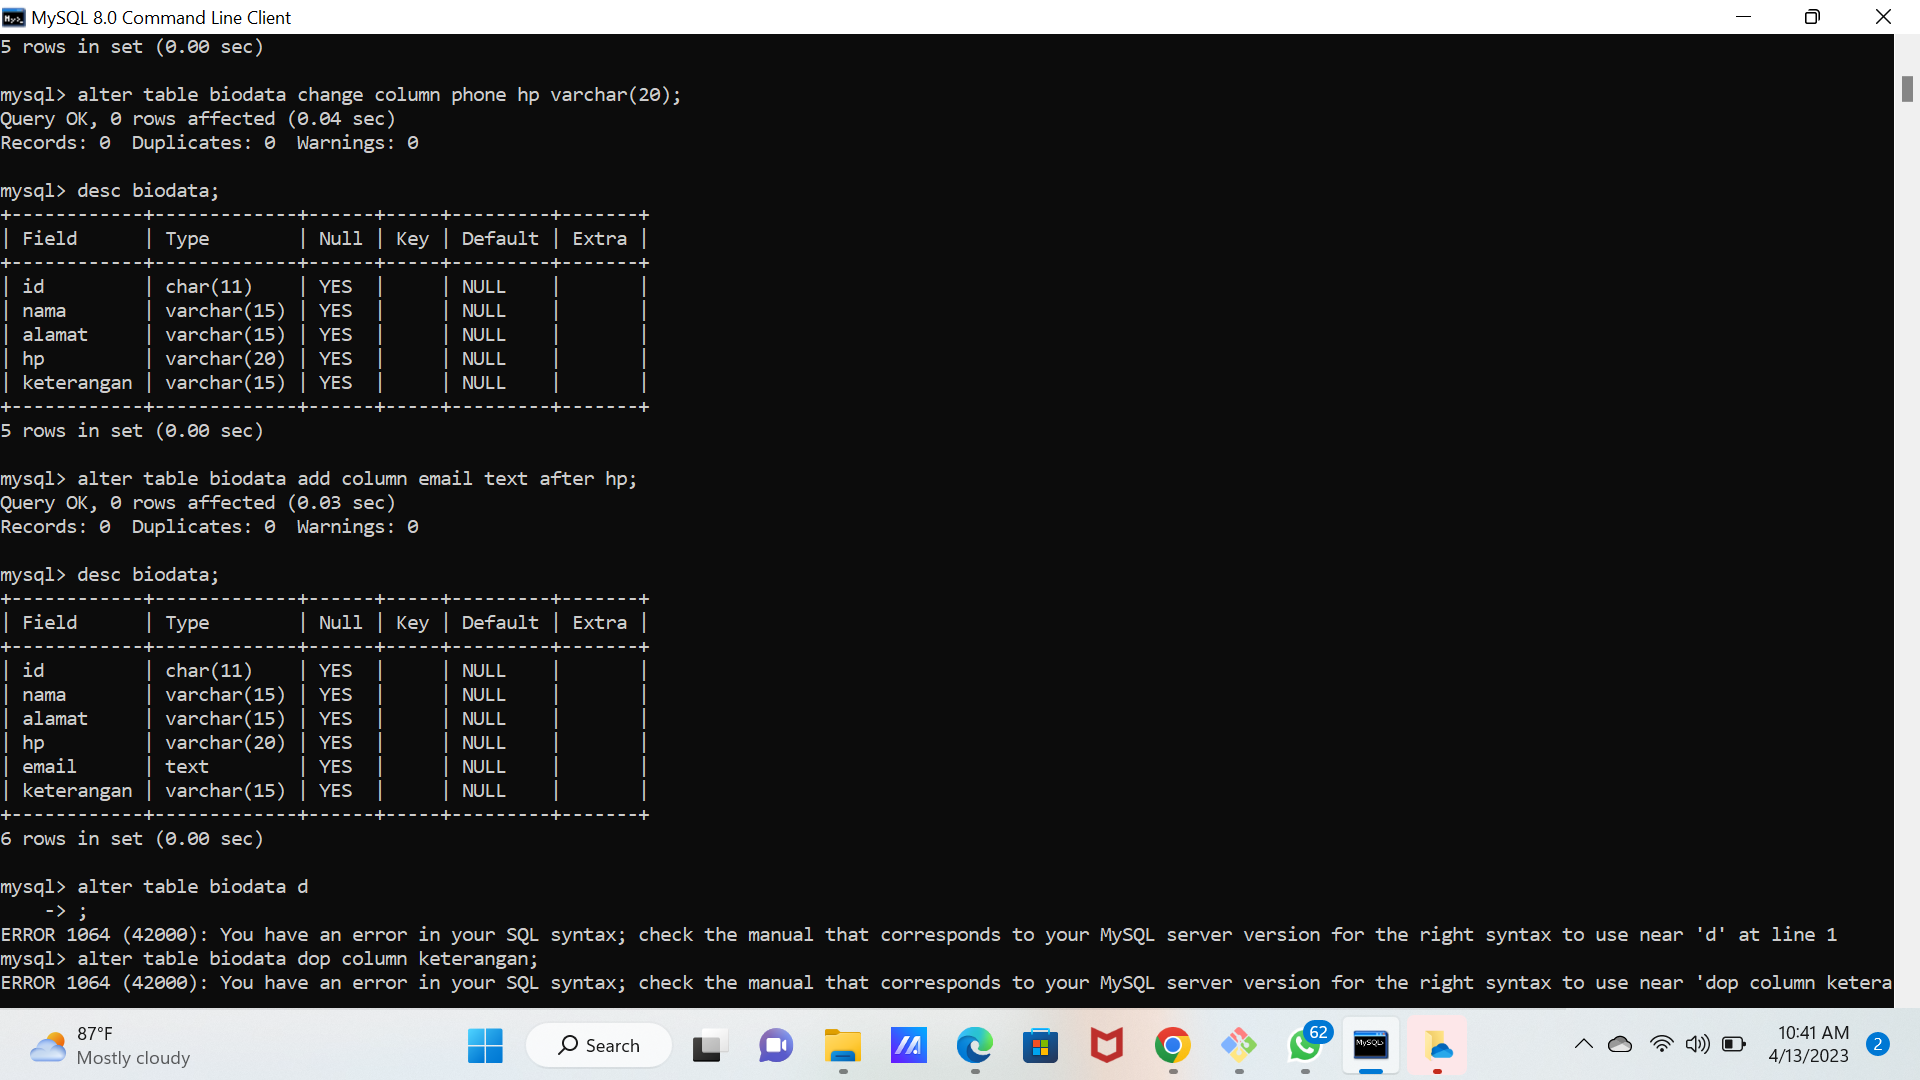 MySQL 8.0 Command Line Client
5 rows in set (0.00 sec)
mysql> alter table biodata change column phone hp varchar(20);
Query OK, 0 rows affected (0.04 sec)
Records: 0  Duplicates: 0  Warnings: 0
mysql> desc biodata;
+------------+-------------+------+-----+---------+-------+
| Field      | Type        | Null | Key | Default | Extra |
+------------+-------------+------+-----+---------+-------+
| id         | char(11)    | YES  |     | NULL    |       |
| nama       | varchar(15) | YES  |     | NULL    |       |
| alamat     | varchar(15) | YES  |     | NULL    |       |
| hp         | varchar(20) | YES  |     | NULL    |       |
| keterangan | varchar(15) | YES  |     | NULL    |       |
+------------+-------------+------+-----+---------+-------+
5 rows in set (0.00 sec)
mysql> alter table biodata add column email text after hp;
Query OK, 0 rows affected (0.03 sec)
Records: 0  Duplicates: 0  Warnings: 0
mysql> desc biodata;
+------------+-------------+------+-----+---------+-------+
| Field      | Type        | Null | Key | Default | Extra |
+------------+-------------+------+-----+---------+-------+
| id         | char(11)    | YES  |     | NULL    |       |
| nama       | varchar(15) | YES  |     | NULL    |       |
| alamat     | varchar(15) | YES  |     | NULL    |       |
| hp         | varchar(20) | YES  |     | NULL    |       |
| email      | text        | YES  |     | NULL    |       |
| keterangan | varchar(15) | YES  |     | NULL    |       |
+------------+-------------+------+-----+---------+-------+
6 rows in set (0.00 sec)
mysql> alter table biodata d
    -> ;
ERROR 1064 (42000): You have an error in your SQL syntax; check the manual that corresponds to your MySQL server version for the right syntax to use near 'd' at line 1
mysql> alter table biodata dop column keterangan;
ERROR 1064 (42000): You have an error in your SQL syntax; check the manual that corresponds to your MySQL server version for the right syntax to use near 'dop column ketera
87°F
Mostly cloudy
Search
62
MySQL>
10:41 AM
4/13/2023
2